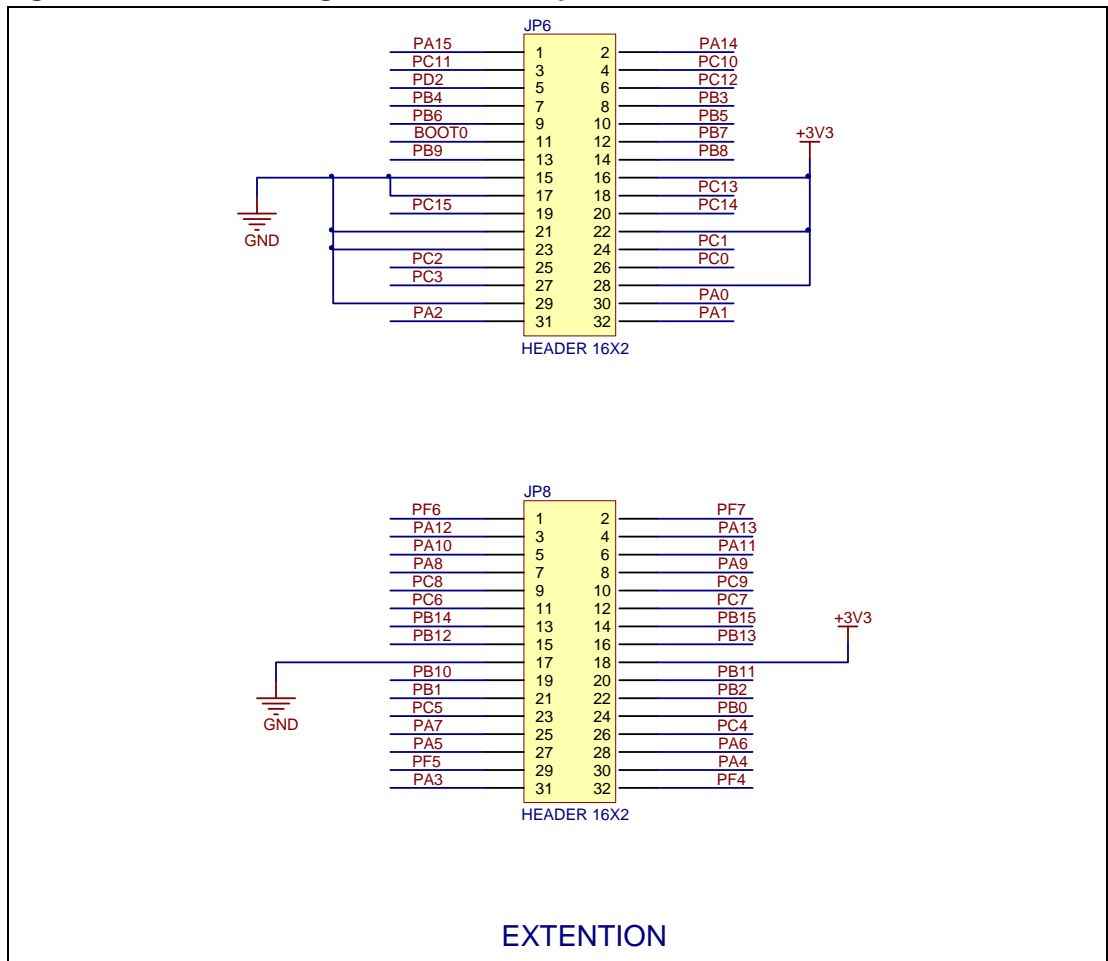 JP6
PA15 1 2 PA14
PC11 3 4 PC10
PD2 5 6 PC12
PB4 7 8 PB3
PB6 9 10 PB5
BOOT0 11 12 PB7 +3V3
PB9 13 14 PB8
15 16
17 18 PC13
PC15 19 20 PC14
GND 21 22
23 24 PC1
PC2 25 26 PC0
PC3 27 28
29 30 PA0
PA2 31 32 PA1
HEADER 16X2
JP8
PF6 1 2 PF7
PA12 3 4 PA13
PA10 5 6 PA11
PA8 7 8 PA9
PC8 9 10 PC9
PC6 11 12 PC7
PB14 13 14 PB15 +3V3
PB12 15 16 PB13
17 18
PB10 19 20 PB11
PB1 21 22 PB2
GND PC5 23 24 PB0
PA7 25 26 PC4
PA5 27 28 PA6
PF5 29 30 PA4
PA3 31 32 PF4
HEADER 16X2
EXTENTION